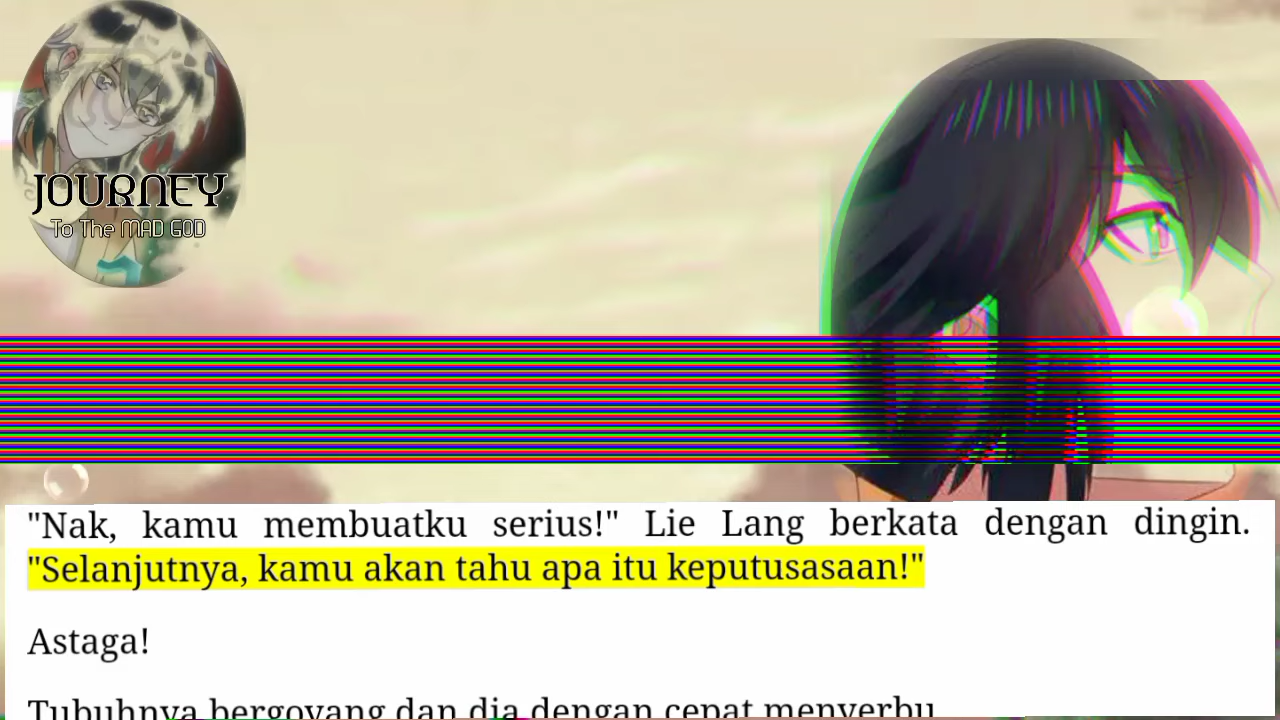 JOURNEY
To The MAD GOD
"Nak, kamu membuatku serius!" Lie Lang berkata dengan dingin.
"Selanjutnya, kamu akan tahu apa itu keputusasaan!"
Astaga!
Tubuhnya bergoyang dan dia dengan cepat menyerbu